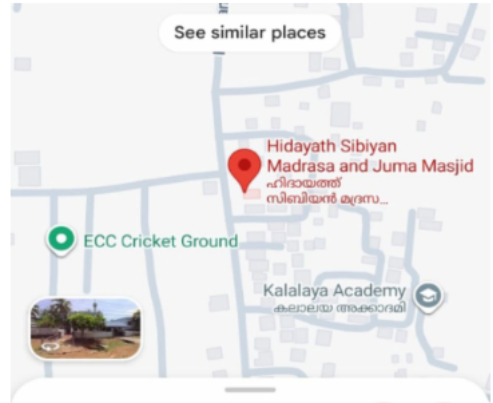 See similar places
Hidayath Sibiyan
Madrasa and Juma Masjid
ഹിദായത്ത്
സിബിയൻ മദ്രസ...
ECC Cricket Ground
Kalalaya Academy
കലാലയ അക്കാദമി